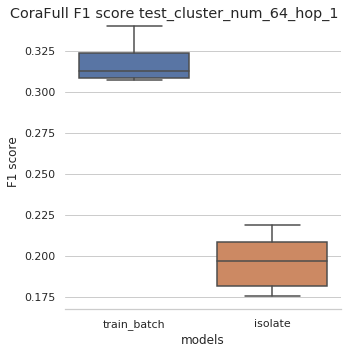 CoraFull F1 score test_cluster_num_64_hop_1
0.325
0.300
0.275
0.250
0.225
0.200
0.175
F1 score
train_batch
isolate
models